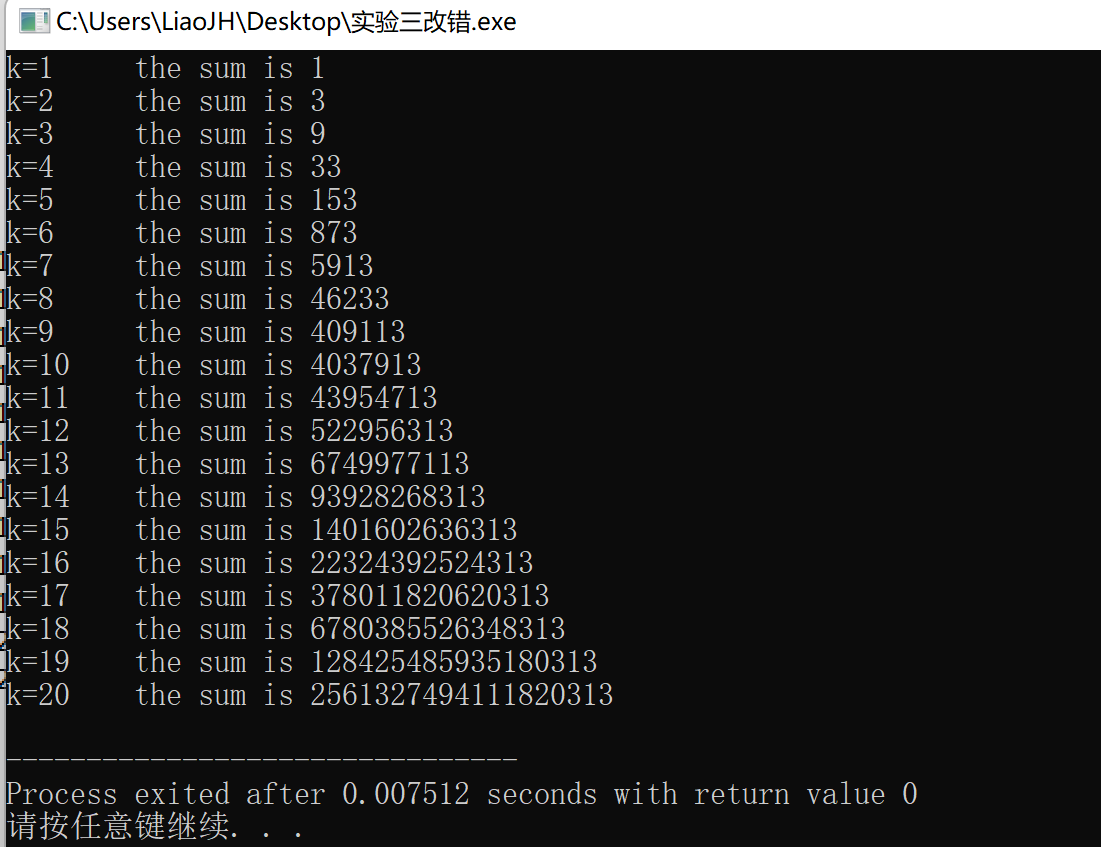 C:\Users\LiaoJH\Desktop\实验三改错.exe
k=1 the sum is 1
k=2 the sum is 3
k=3 the sum is 9
k=4 the sum is 33
k=5 the sum is 153
k=6 the sum is 873
k=7 the sum is 5913
k=8 the sum is 46233
k=9 the sum is 409113
k=10 the sum is 4037913
k=11 the sum is 43954713
k=12 the sum is 522956313
k=13 the sum is 6749977113
k=14 the sum is 93928268313
k=15 the sum is 1401602636313
k=16 the sum is 22324392524313
k=17 the sum is 378011820620313
k=18 the sum is 6780385526348313
k=19 the sum is 128425485935180313
k=20 the sum is 2561327494111820313
--------------------------------
Process exited after 0.007512 seconds with return value 0
请按任意键继续. . .